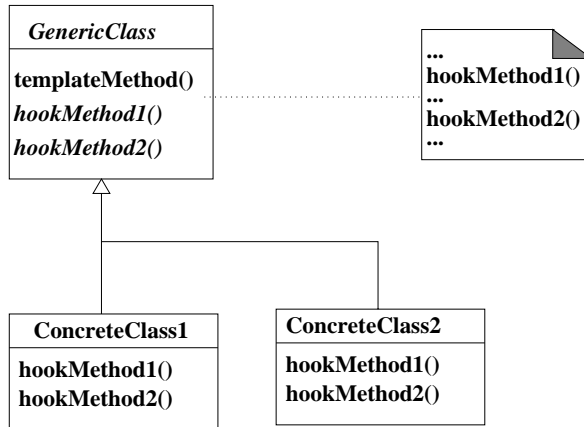 GenericClass
templateMethod()
hookMethod1()
hookMethod2()
...
hookMethod1()
...
hookMethod2()
...
ConcreteClass1
hookMethod1()
hookMethod2()
ConcreteClass2
hookMethod1()
hookMethod2()